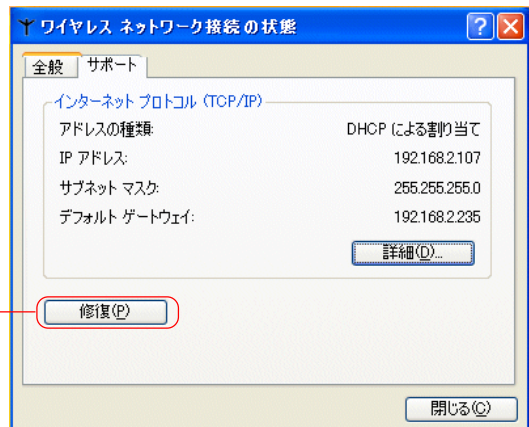 ワイヤレス ネットワーク接続の状態
全般
サポート
インターネット プロトコル (TCP/IP)
アドレスの種類: DHCP による割り当て
IP アドレス: 192.168.2.107
サブネット マスク: 255.255.255.0
デフォルト ゲートウェイ: 192.168.2.235
詳細(D)...
修復(P)
閉じる(C)